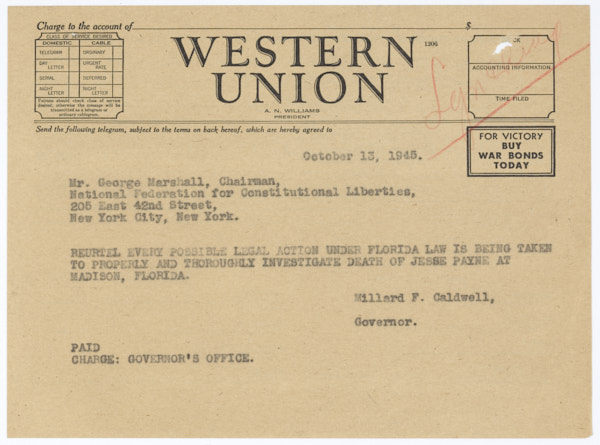 Charge to the account of $
CLASS OF SERVICE DESIRED
DOMESTIC CABLE
TELEGRAM ORDINARY
DAY LETTER URGENT RATE
SERIAL DEFERRED
NIGHT LETTER NIGHT LETTER
Patrons should check class of service
desired; otherwise the message will be
transmitted as a telegram or
ordinary cablegram.
WESTERN
UNION
1206
A. N. WILLIAMS
PRESIDENT
ACCOUNTING INFORMATION
TIME FILED
Send the following telegram, subject to the terms on back hereof, which are hereby agreed to
FOR VICTORY
BUY
WAR BONDS
TODAY
October 13, 1945.
Mr. George Marshall, Chairman,
National Federation for Constitutional Liberties,
205 East 42nd Street,
New York City, New York.
REURTEL EVERY POSSIBLE LEGAL ACTION UNDER FLORIDA LAW IS BEING TAKEN
TO PROPERLY AND THOROUGHLY INVESTIGATE DEATH OF JESSE PAYNE AT
MADISON, FLORIDA.
Millard F. Caldwell,
Governor.
PAID
CHARGE: GOVERNOR'S OFFICE.